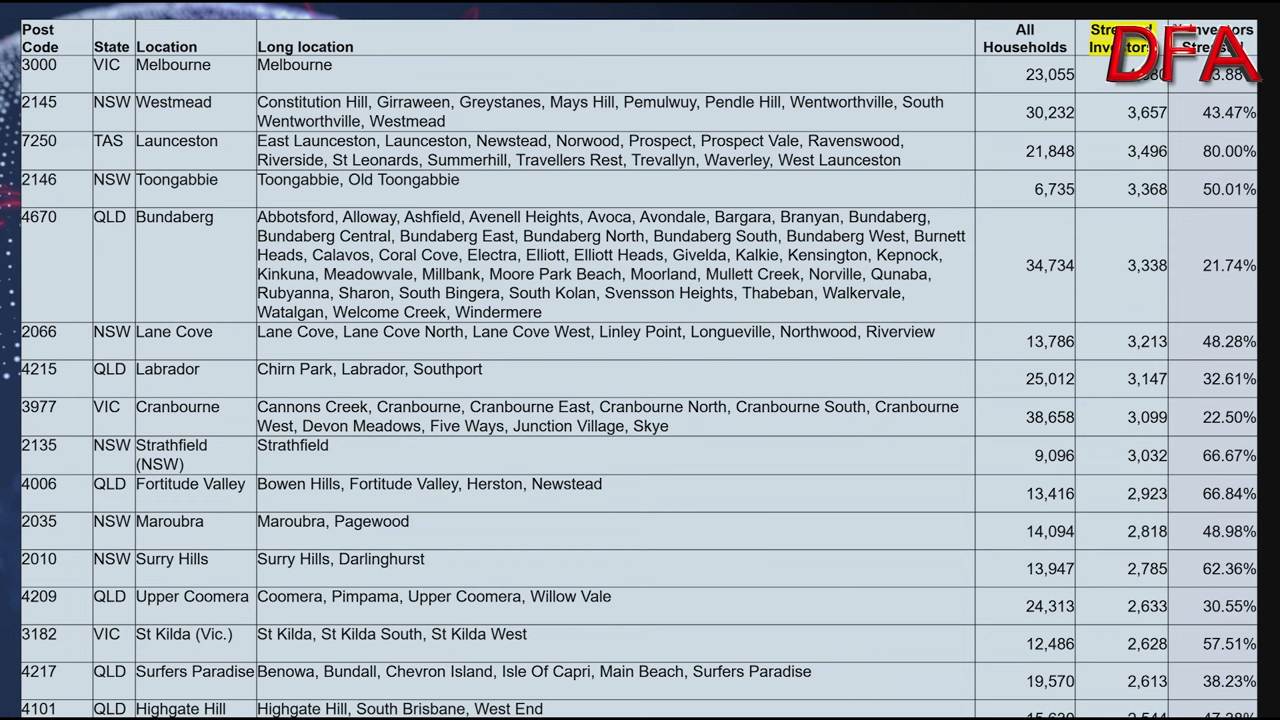 Post Code State Location Long location All Households
DFA
3000 VIC Melbourne Melbourne 23,055
2145 NSW Westmead Constitution Hill, Girraween, Greystanes, Mays Hill, Pemulwuy, Pendle Hill, Wentworthville, South
Wentworthville, Westmead 30,232 3,657 43.47%
7250 TAS Launceston East Launceston, Launceston, Newstead, Norwood, Prospect, Prospect Vale, Ravenswood,
Riverside, St Leonards, Summerhill, Travellers Rest, Trevallyn, Waverley, West Launceston 21,848 3,496 80.00%
2146 NSW Toongabbie Toongabbie, Old Toongabbie 6,735 3,368 50.01%
4670 QLD Bundaberg Abbotsford, Alloway, Ashfield, Avenell Heights, Avoca, Avondale, Bargara, Branyan, Bundaberg,
Bundaberg Central, Bundaberg East, Bundaberg North, Bundaberg South, Bundaberg West, Burnett
Heads, Calavos, Coral Cove, Electra, Elliott, Elliott Heads, Givelda, Kalkie, Kensington, Kepnock,
Kinkuna, Meadowvale, Millbank, Moore Park Beach, Moorland, Mullett Creek, Norville, Qunaba,
Rubyanna, Sharon, South Bingera, South Kolan, Svensson Heights, Thabeban, Walkervale,
Watalgan, Welcome Creek, Windermere 34,734 3,338 21.74%
2066 NSW Lane Cove Lane Cove, Lane Cove North, Lane Cove West, Linley Point, Longueville, Northwood, Riverview 13,786 3,213 48.28%
4215 QLD Labrador Chirn Park, Labrador, Southport 25,012 3,147 32.61%
3977 VIC Cranbourne Cannons Creek, Cranbourne, Cranbourne East, Cranbourne North, Cranbourne South, Cranbourne
West, Devon Meadows, Five Ways, Junction Village, Skye 38,658 3,099 22.50%
2135 NSW Strathfield (NSW) Strathfield 9,096 3,032 66.67%
4006 QLD Fortitude Valley Bowen Hills, Fortitude Valley, Herston, Newstead 13,416 2,923 66.84%
2035 NSW Maroubra Maroubra, Pagewood 14,094 2,818 48.98%
2010 NSW Surry Hills Surry Hills, Darlinghurst 13,947 2,785 62.36%
4209 QLD Upper Coomera Coomera, Pimpama, Upper Coomera, Willow Vale 24,313 2,633 30.55%
3182 VIC St Kilda (Vic.) St Kilda, St Kilda South, St Kilda West 12,486 2,628 57.51%
4217 QLD Surfers Paradise Benowa, Bundall, Chevron Island, Isle Of Capri, Main Beach, Surfers Paradise 19,570 2,613 38.23%
4101 QLD Highgate Hill Highgate Hill, South Brisbane, West End